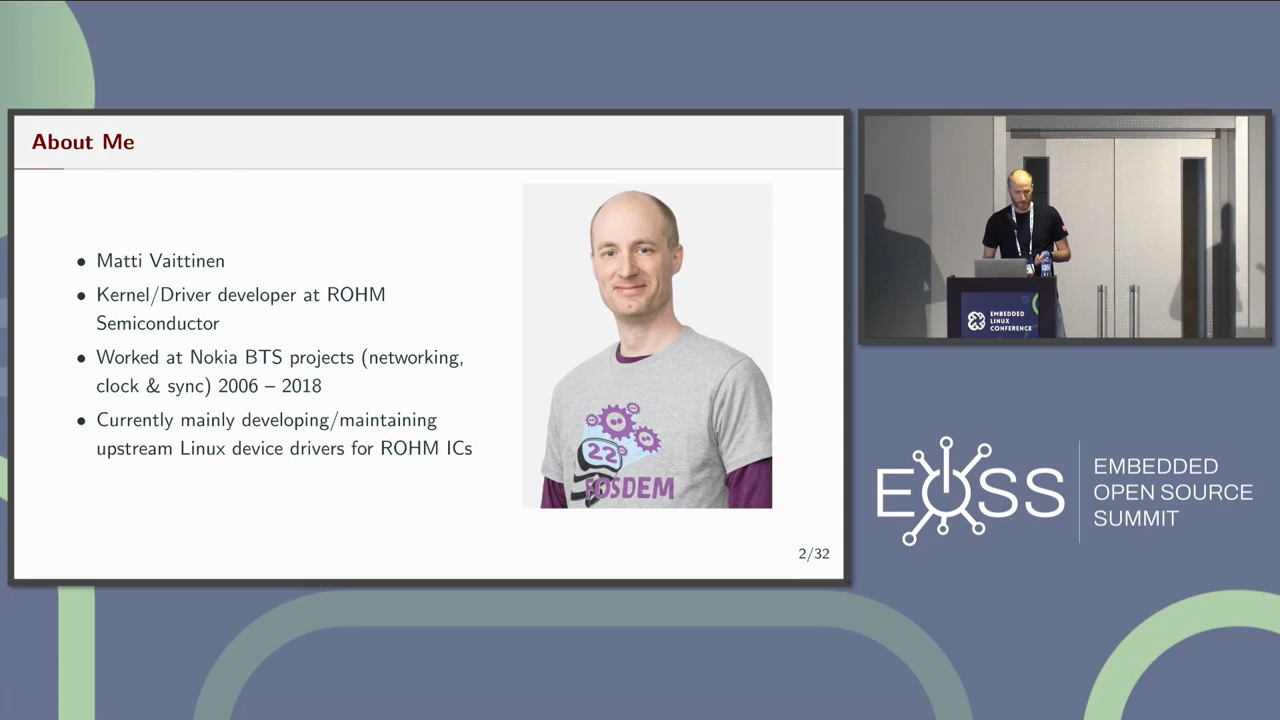 About Me
• Matti Vaittinen
• Kernel/Driver developer at ROHM
Semiconductor
• Worked at Nokia BTS projects (networking,
clock & sync) 2006 – 2018
• Currently mainly developing/maintaining
upstream Linux device drivers for ROHM ICs
22
FOSDEM
2/32
EMBEDDED
LINUX
CONFERENCE
EOSS
EMBEDDED
OPEN SOURCE
SUMMIT